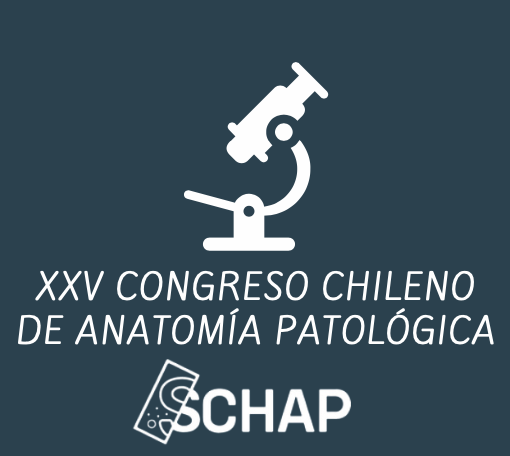 XXV CONGRESO CHILENO
DE ANATOMÍA PATOLÓGICA
SCHAP